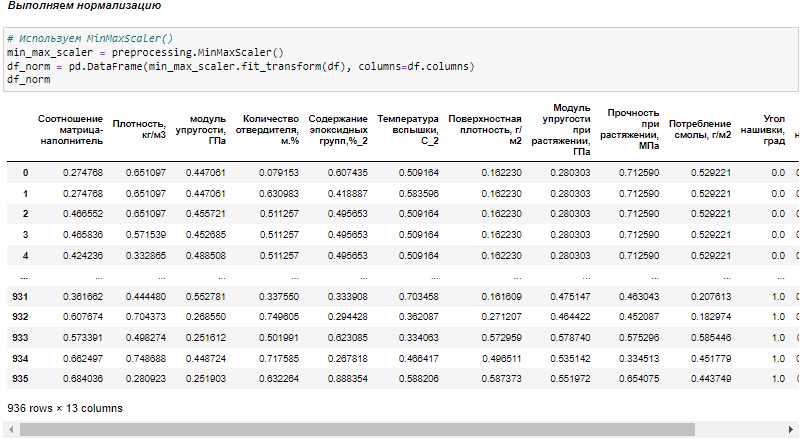 Выполняем нормализацию
# Используем MinMaxScaler()
min_max_scaler = preprocessing.MinMaxScaler()
df_norm = pd.DataFrame(min_max_scaler.fit_transform(df), columns=df.columns)
df_norm
Соотношение матрица-наполнитель Плотность, кг/м3 модуль упругости, ГПа Количество отвердителя, м.% Содержание эпоксидных групп,%_2 Температура вспышки, С_2 Поверхностная плотность, г/м2 Модуль упругости при растяжении, ГПа Прочность при растяжении, МПа Потребление смолы, г/м2 Угол нашивки, град
0 0.274768 0.651097 0.447061 0.079153 0.607435 0.509164 0.162230 0.280303 0.712590 0.529221 0.0
1 0.274768 0.651097 0.447061 0.630983 0.418887 0.583596 0.162230 0.280303 0.712590 0.529221 0.0
2 0.466552 0.651097 0.455721 0.511257 0.495653 0.509164 0.162230 0.280303 0.712590 0.529221 0.0
3 0.465836 0.571539 0.452685 0.511257 0.495653 0.509164 0.162230 0.280303 0.712590 0.529221 0.0
4 0.424236 0.332865 0.488508 0.511257 0.495653 0.509164 0.162230 0.280303 0.712590 0.529221 0.0
... ... ... ... ... ... ... ... ... ... ... ...
931 0.361662 0.444480 0.552781 0.337550 0.333908 0.703458 0.161609 0.475147 0.463043 0.207613 1.0
932 0.607674 0.704373 0.268550 0.749605 0.294428 0.362087 0.271207 0.464422 0.452087 0.182974 1.0
933 0.573391 0.498274 0.251612 0.501991 0.623085 0.334063 0.572959 0.578740 0.575296 0.585446 1.0
934 0.662497 0.748688 0.448724 0.717585 0.267818 0.466417 0.496511 0.535142 0.334513 0.451779 1.0
935 0.684036 0.280923 0.251903 0.632264 0.888354 0.588206 0.587373 0.551972 0.654075 0.443749 1.0
936 rows × 13 columns